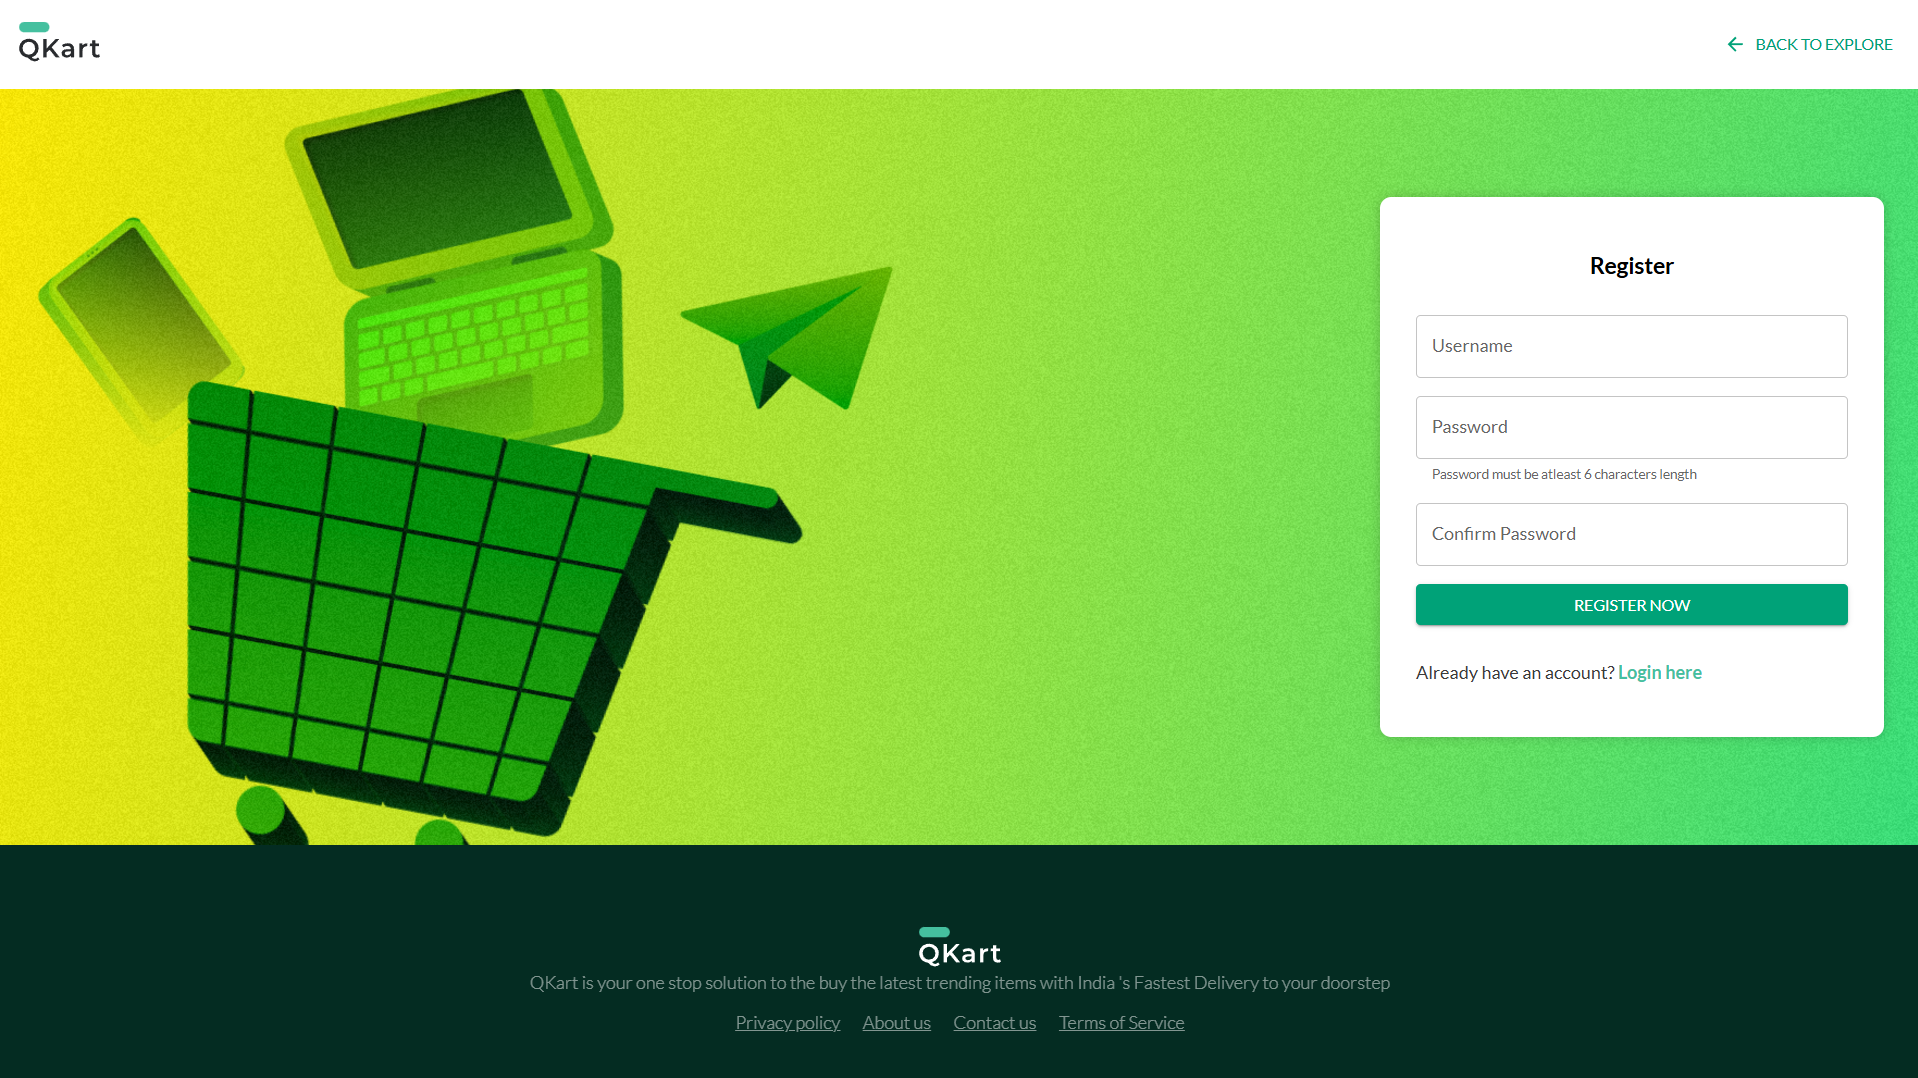 QKart
BACK TO EXPLORE
Register
Username
Password
Password must be atleast 6 characters length
Confirm Password
REGISTER NOW
Already have an account? Login here
QKart
QKart is your one stop solution to the buy the latest trending items with India 's Fastest Delivery to your doorstep
Privacy policy About us Contact us Terms of Service